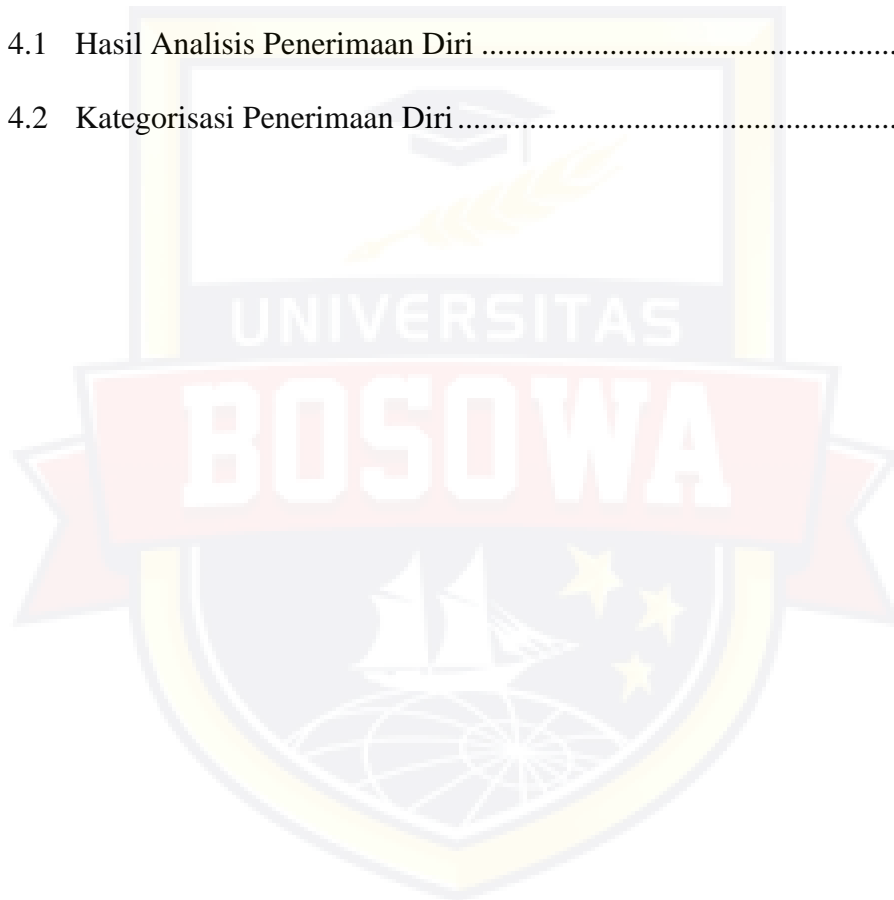 4.1 Hasil Analisis Penerimaan Diri ....................................................
4.2 Kategorisasi Penerimaan Diri .......................................................
UNIVERSITAS
BOSOWA